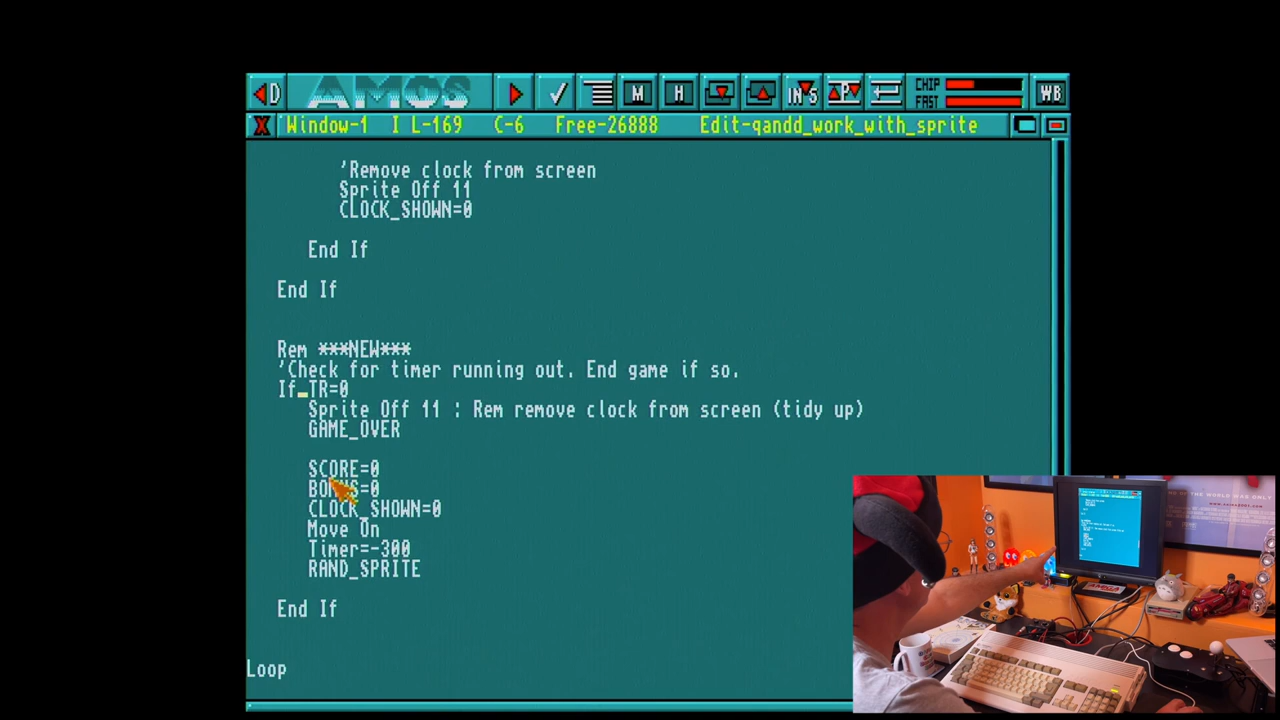 D AMOS M H INS P CHIP FAST WB
X Window-1 I L-169 C-6 Free-26888 Edit-qandd_work_with_sprite
'Remove clock from screen
Sprite Off 11
CLOCK_SHOWN=0
End If
End If
Rem ***NEW***
'Check for timer running out. End game if so.
If TR=0
Sprite Off 11 : Rem remove clock from screen (tidy up)
GAME_OVER
SCORE=0
BONUS=0
CLOCK_SHOWN=0
Move On
Timer=-300
RAND_SPRITE
End If
Loop